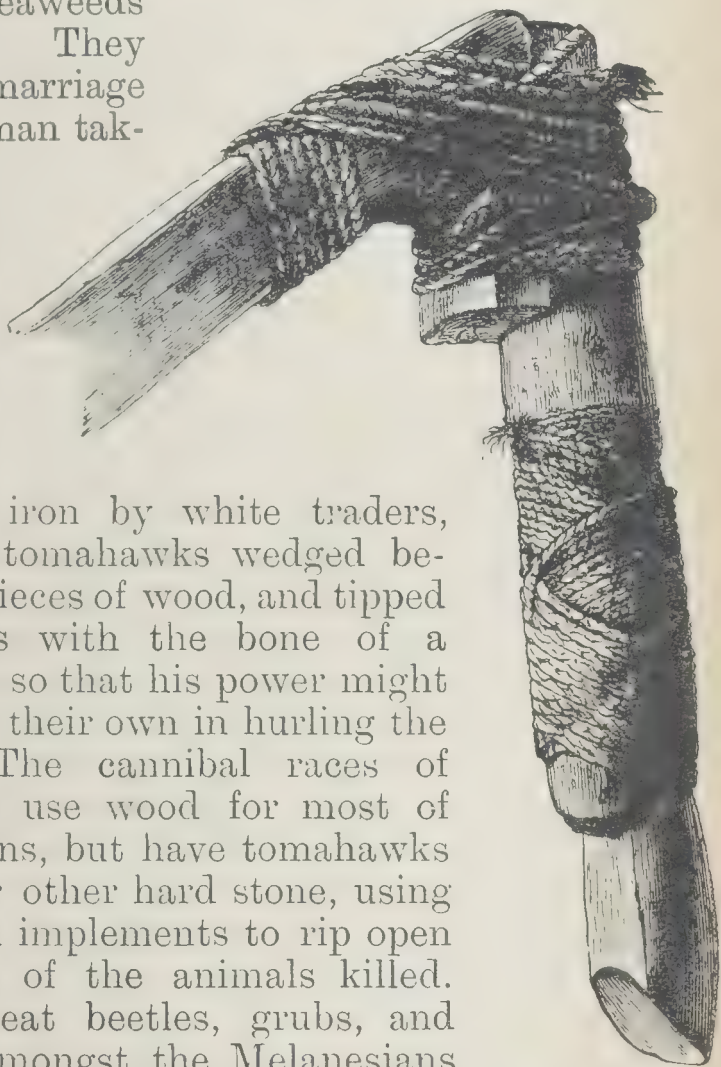 eaweeds
They
marriage
man tak-
iron by white traders,
tomahawks wedged be-
ieces of wood, and tipped
s with the bone of a
so that his power might
their own in hurling the
The cannibal races of
use wood for most of
ns, but have tomahawks
other hard stone, using
implements to rip open
of the animals killed.
eat beetles, grubs, and
mongst the Melanesians